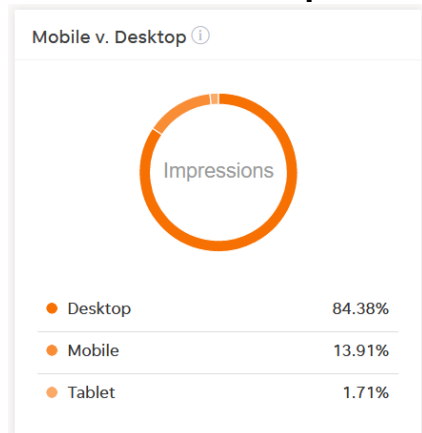 Mobile v. Desktop
Impressions
Desktop 84.38%
Mobile 13.91%
Tablet 1.71%